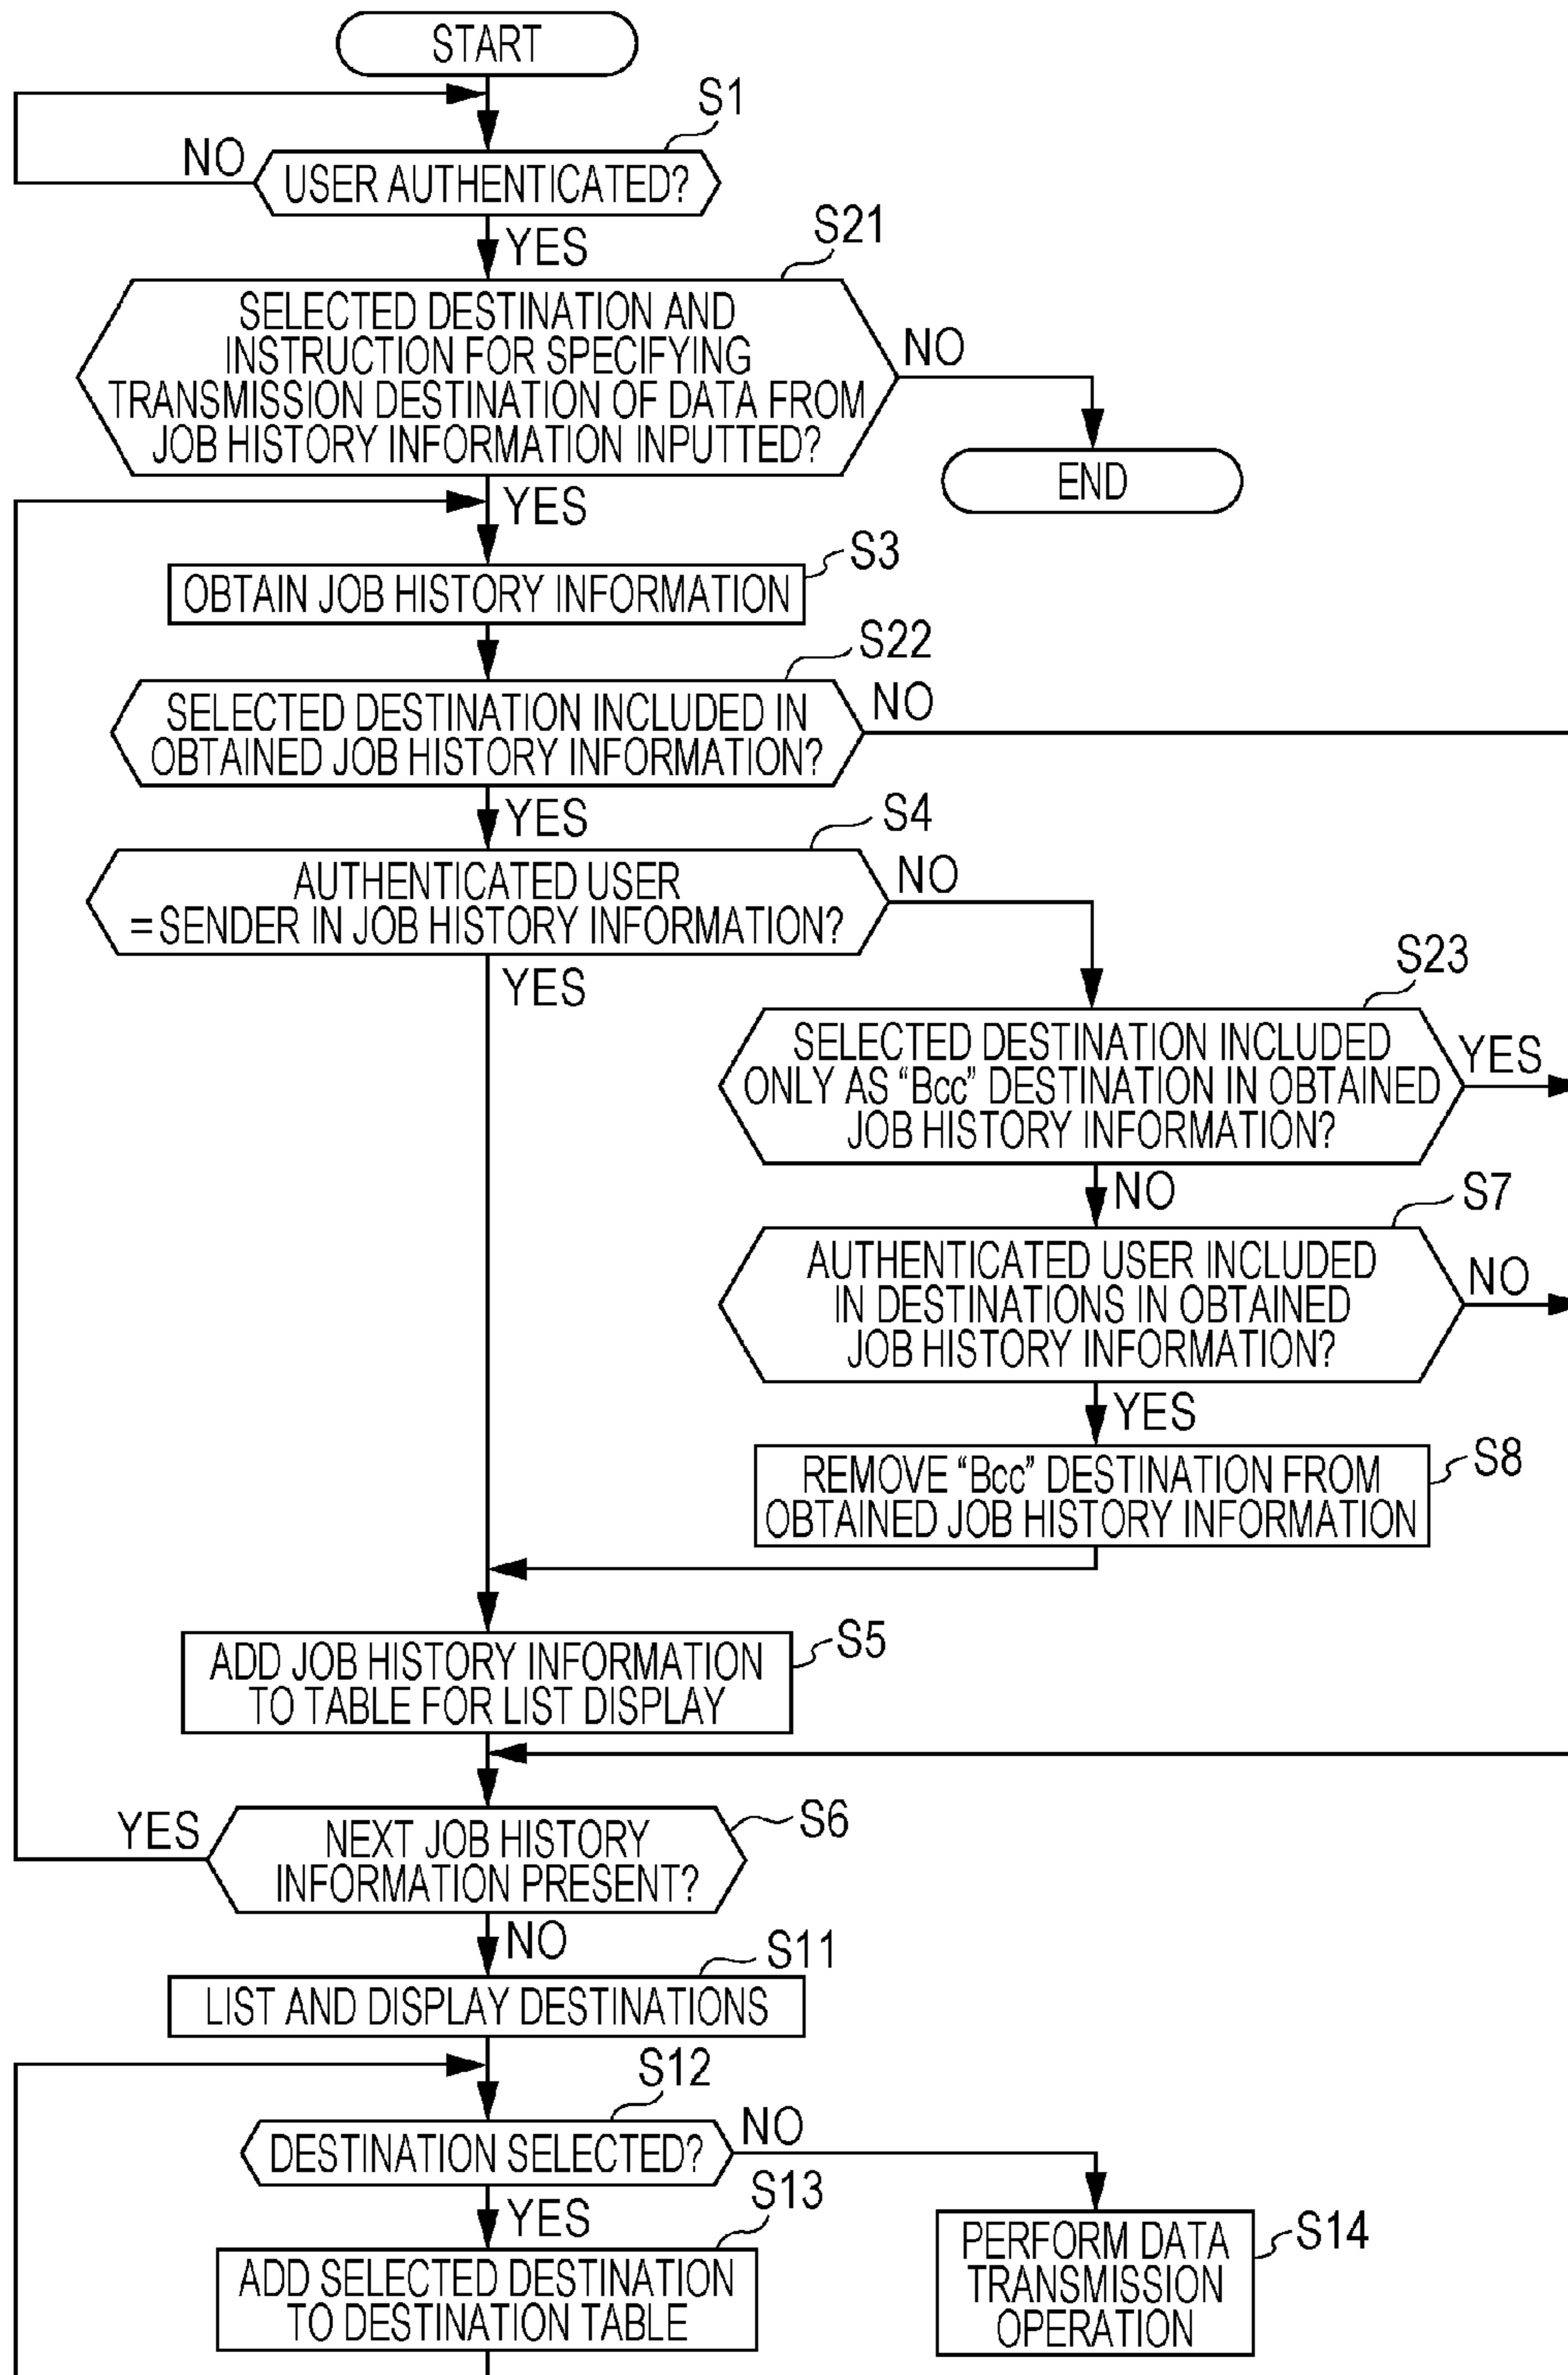 START
S1
NO
USER AUTHENTICATED?
YES
S21
SELECTED DESTINATION AND
INSTRUCTION FOR SPECIFYING
TRANSMISSION DESTINATION OF DATA FROM
JOB HISTORY INFORMATION INPUTTED?
NO
END
YES
S3
OBTAIN JOB HISTORY INFORMATION
S22
SELECTED DESTINATION INCLUDED IN
OBTAINED JOB HISTORY INFORMATION?
NO
YES
S4
AUTHENTICATED USER
=SENDER IN JOB HISTORY INFORMATION?
NO
YES
S23
SELECTED DESTINATION INCLUDED
ONLY AS “Bcc” DESTINATION IN OBTAINED
JOB HISTORY INFORMATION?
YES
NO
S7
AUTHENTICATED USER INCLUDED
IN DESTINATIONS IN OBTAINED
JOB HISTORY INFORMATION?
NO
YES
S8
REMOVE “Bcc” DESTINATION FROM
OBTAINED JOB HISTORY INFORMATION
S5
ADD JOB HISTORY INFORMATION
TO TABLE FOR LIST DISPLAY
S6
YES
NEXT JOB HISTORY
INFORMATION PRESENT?
NO
S11
LIST AND DISPLAY DESTINATIONS
S12
DESTINATION SELECTED?
NO
YES
S13
ADD SELECTED DESTINATION
TO DESTINATION TABLE
S14
PERFORM DATA
TRANSMISSION
OPERATION